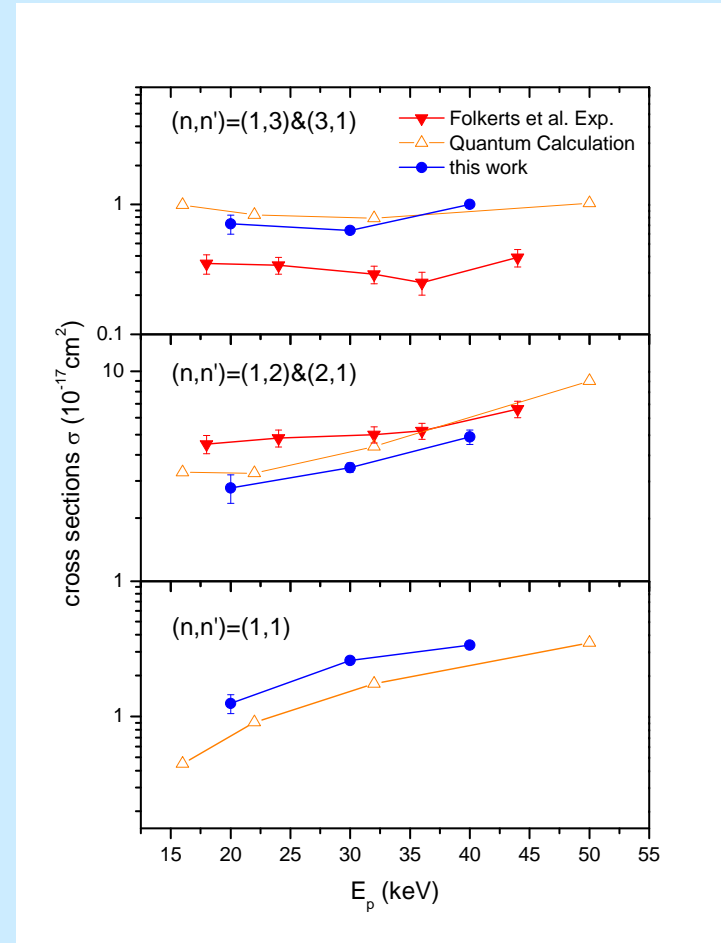 (n,n')=(1,3)&(3,1)
Folkerts et al. Exp.
Quantum Calculation
this work
1
0.1
(n,n')=(1,2)&(2,1)
10
1
(n,n')=(1,1)
1
cross sections σ (10⁻¹⁷cm²)
15 20 25 30 35 40 45 50 55
Eₚ (keV)